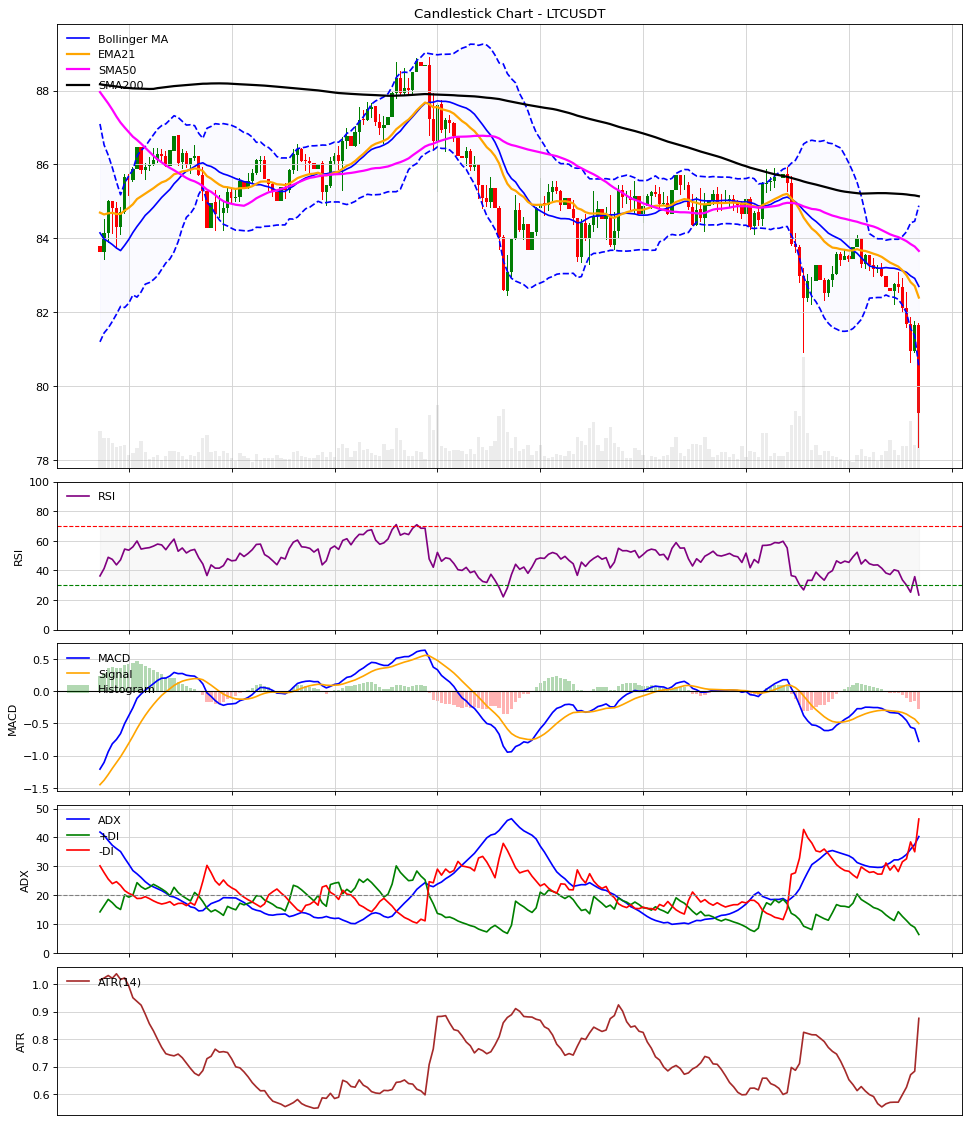 Candlestick Chart - LTCUSDT
Bollinger MA
EMA21
SMA50
SMA200
88
86
84
82
80
78
100
80
60
40
20
0
RSI
RSI
0.5
0.0
−0.5
−1.0
−1.5
MACD
MACD
Signal
Histogram
50
40
30
20
10
0
ADX
ADX
+DI
-DI
1.0
0.9
0.8
0.7
0.6
ATR
ATR(14)